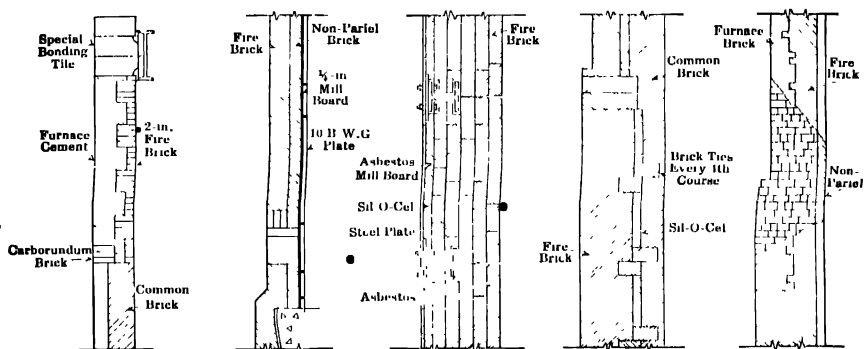 Special
Bonding
Tile
Furnace
Cement
2-in.
Fire
Brick
Carborundum
Brick
Common
Brick
Fire
Brick
Non-Pariel
Brick
¼-in
Mill
Board
10 B W.G
Plate
Fire
Brick
Asbestos
Mill Board
Sil-O-Cel
Steel Plate
Asbestos
Common
Brick
Brick Ties
Every 4th
Course
Sil-O-Cel
Fire
Brick
Furnace
Brick
Fire
Brick
Non-
Pariel